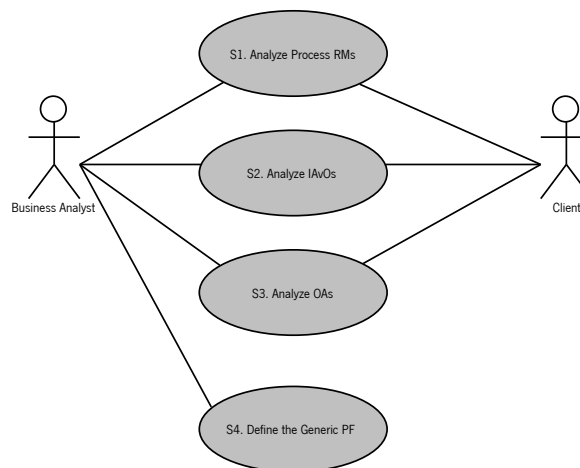 S1. Analyze Process RMs
S2. Analyze IAvOs
Business Analyst
Client
S3. Analyze OAs
S4. Define the Generic PF